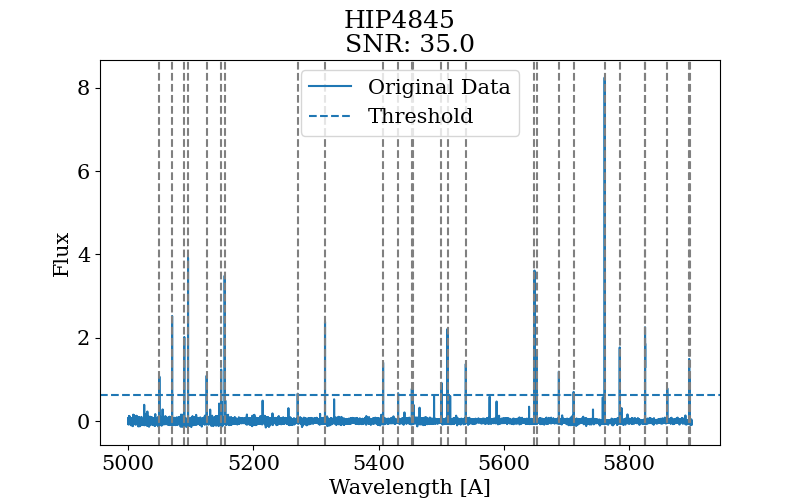 HIP4845
SNR: 35.0
Original Data
Threshold
Flux
8
6
4
2
0
5000 5200 5400 5600 5800
Wavelength [A]